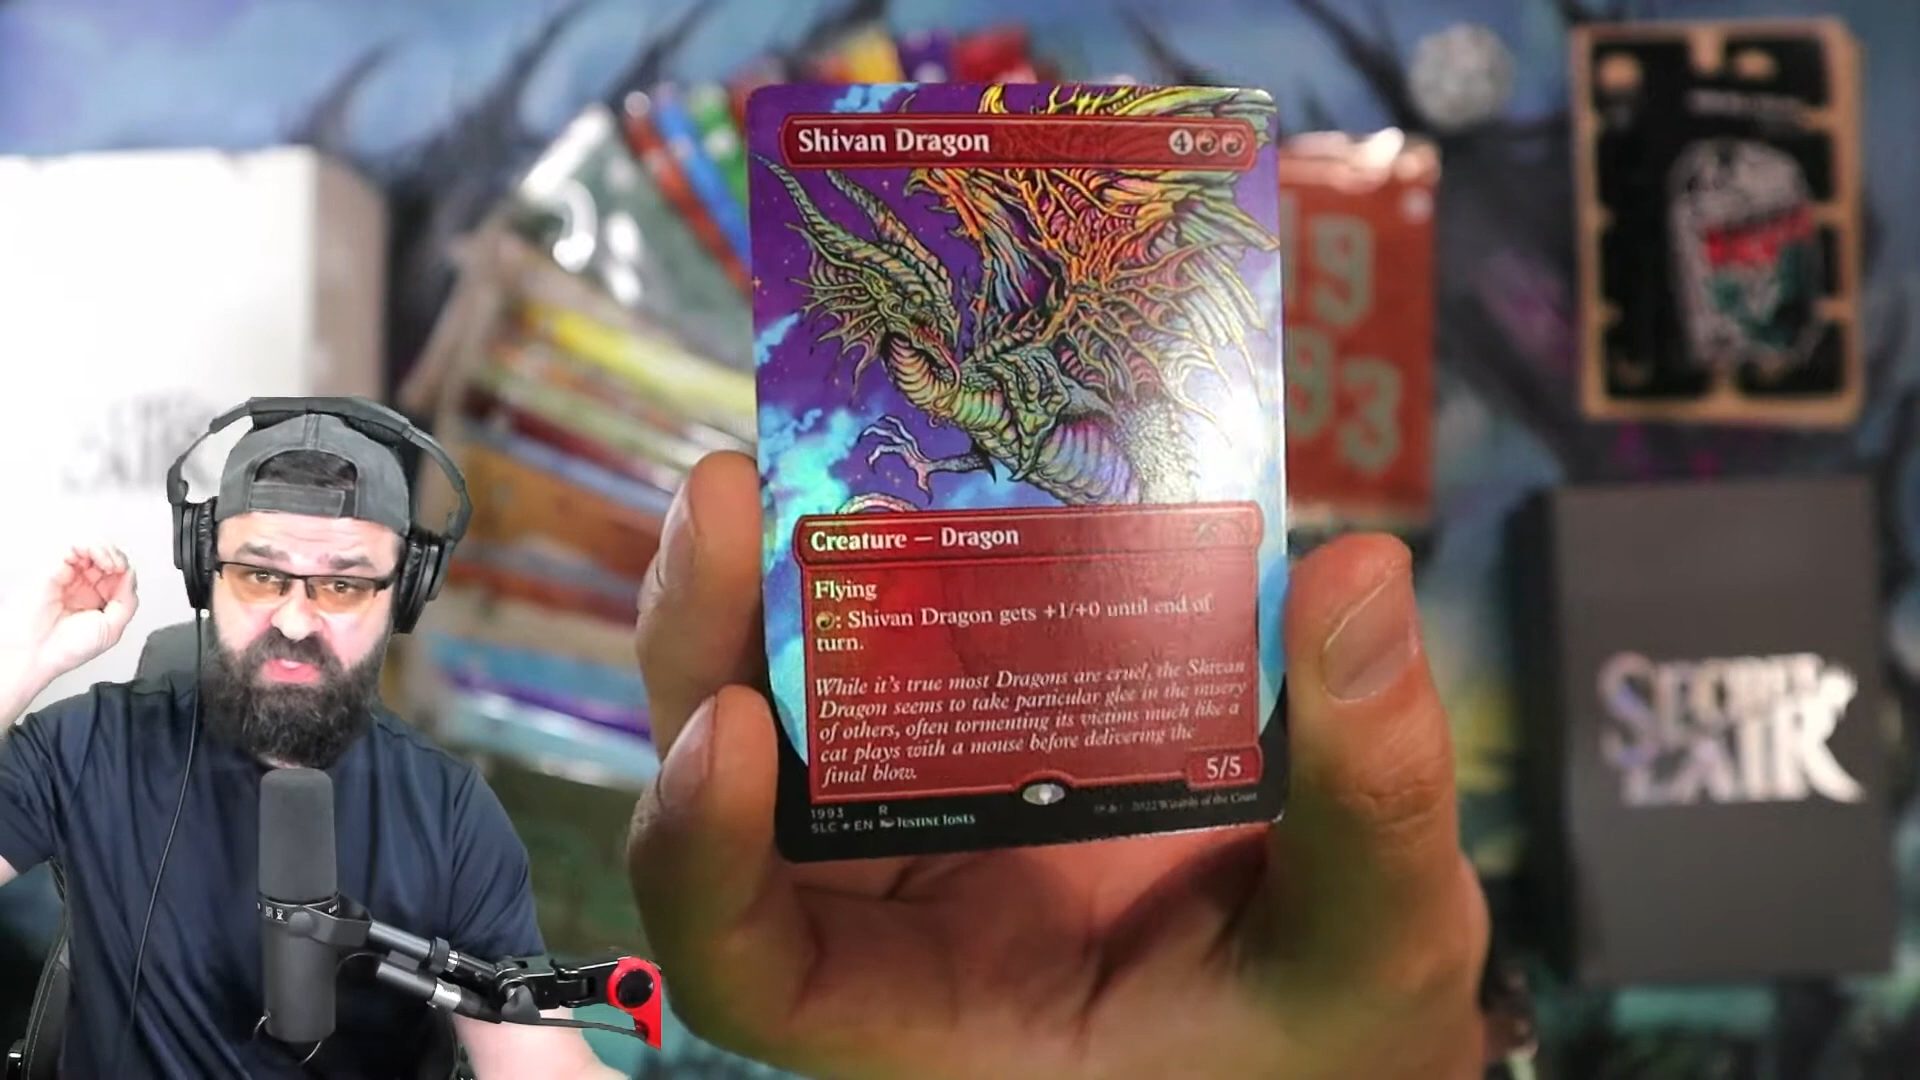 Shivan Dragon
4
Creature — Dragon
Flying
: Shivan Dragon gets +1/+0 until end of
turn.
While it's true most Dragons are cruel, the Shivan
Dragon seems to take particular glee in the misery
of others, often tormenting its victims much like a
cat plays with a mouse before delivering the
final blow.
5/5
1993 R
SLC ★ EN JUSTINE JONES
2022 Wizards of the Coast
19
93
SECRET
LAIR